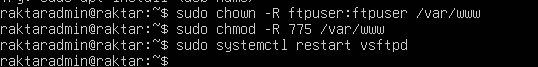 raktaradmin@raktar:~$ sudo chown -R ftpuser:ftpuser /var/www
raktaradmin@raktar:~$ sudo chmod -R 775 /var/www
raktaradmin@raktar:~$ sudo systemctl restart vsftpd
raktaradmin@raktar:~$